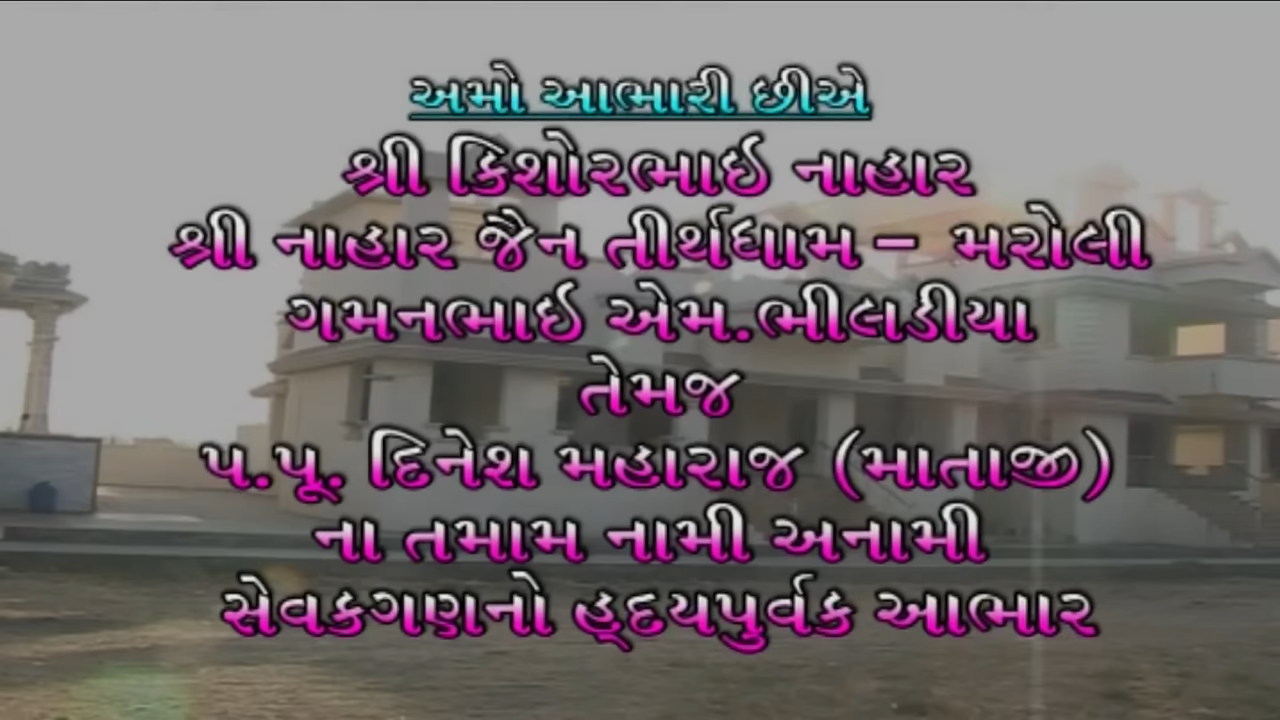 અમો આભારી છીએ
શ્રી કિશોરભાઈ નાહાર
શ્રી નાહાર જૈન તીર્થધામ – મરોલી
ગમનભાઈ એમ.ભીલડીયા
તેમજ
પ.પૂ. દિનેશ મહારાજ (માતાજી)
ના તમામ નામી અનામી
સેવકગણનો હ્દયપુર્વક આભાર